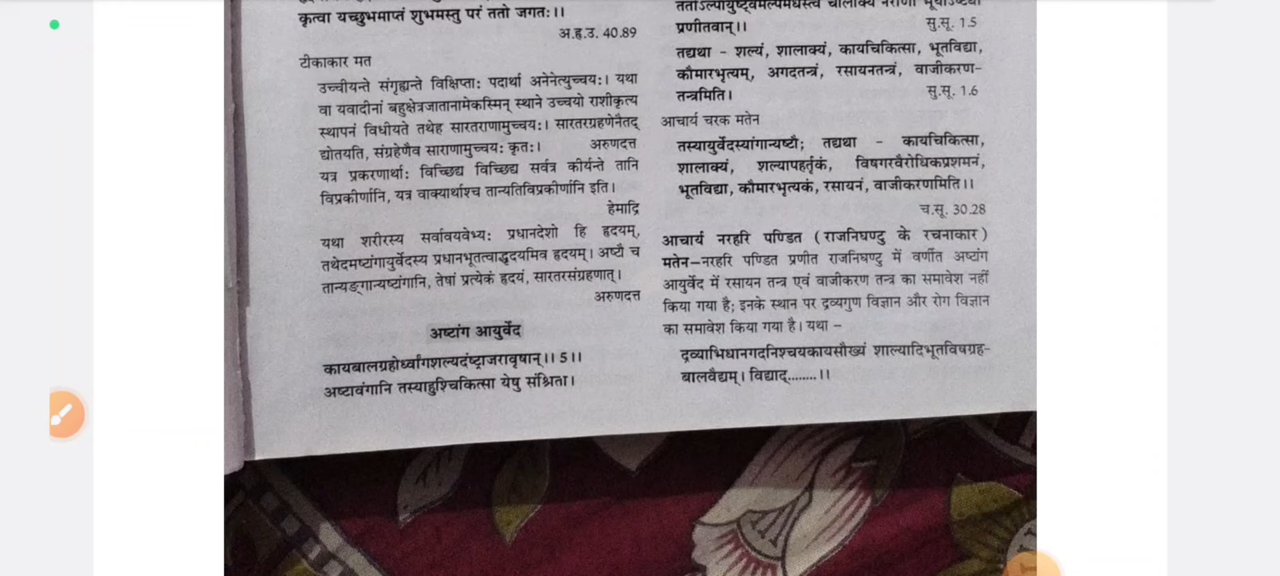 कृत्वा यच्छुभमाप्तं शुभमस्तु परं ततो जगतः।।
अ.हृ.उ. 40.89
टीकाकार मत
उच्चीयन्ते संगृह्यन्ते विक्षिप्ताः पदार्था अनेनेत्युच्चयः। यथा
वा यवादीनां बहुक्षेत्रजातानामेकस्मिन् स्थाने उच्चयो राशीकृत्य
स्थापनं विधीयते तथेह सारतराणामुच्चयः। सारतरग्रहणेनैतद्
द्योतयति, संग्रहेणैव साराणामुच्चयः कृतः। अरुणदत्त
यत्र प्रकरणार्थाः विच्छिद्य विच्छिद्य सर्वत्र कीर्यन्ते तानि
विप्रकीर्णानि, यत्र वाक्यार्थाश्च तान्यतिविप्रकीर्णानि इति।
हेमाद्रि
यथा शरीरस्य सर्वावयवेभ्यः प्रधानदेशो हि हृदयम्,
तथेदमष्टांगायुर्वेदस्य प्रधानभूतत्वाद्धृदयमिव हृदयम्। अष्टौ च
तान्यङ्गान्यष्टांगानि, तेषां प्रत्येकं हृदयं, सारतरसंग्रहणात्।
अरुणदत्त
अष्टांग आयुर्वेद
कायबालग्रहोर्ध्वांगशल्यदंष्ट्राजरावृषान्।। 5।।
अष्टावंगानि तस्याहुश्चिकित्सा येषु संश्रिता।
ततोऽल्पायुष्ट्वमल्पमेधस्त्वं चालोक्य नराणां भूयोऽष्टधा
प्रणीतवान्।। सु.सू. 1.5
तद्यथा - शल्यं, शालाक्यं, कायचिकित्सा, भूतविद्या,
कौमारभृत्यम्, अगदतन्त्रं, रसायनतन्त्रं, वाजीकरण-
तन्त्रमिति। सु.सू. 1.6
आचार्य चरक मतेन
तस्यायुर्वेदस्यांगान्यष्टौ; तद्यथा - कायचिकित्सा,
शालाक्यं, शल्यापहर्तृकं, विषगरवैरोधिकप्रशमनं,
भूतविद्या, कौमारभृत्यकं, रसायनं, वाजीकरणमिति।।
च.सू. 30.28
आचार्य नरहरि पण्डित (राजनिघण्टु के रचनाकार)
मतेन–नरहरि पण्डित प्रणीत राजनिघण्टु में वर्णीत अष्टांग
आयुर्वेद में रसायन तन्त्र एवं वाजीकरण तन्त्र का समावेश नहीं
किया गया है; इनके स्थान पर द्रव्यगुण विज्ञान और रोग विज्ञान
का समावेश किया गया है। यथा –
द्रव्याभिधानगदनिश्चयकायसौख्यं शाल्यादिभूतविषग्रह-
बालवैद्यम्। विद्याद्........।।